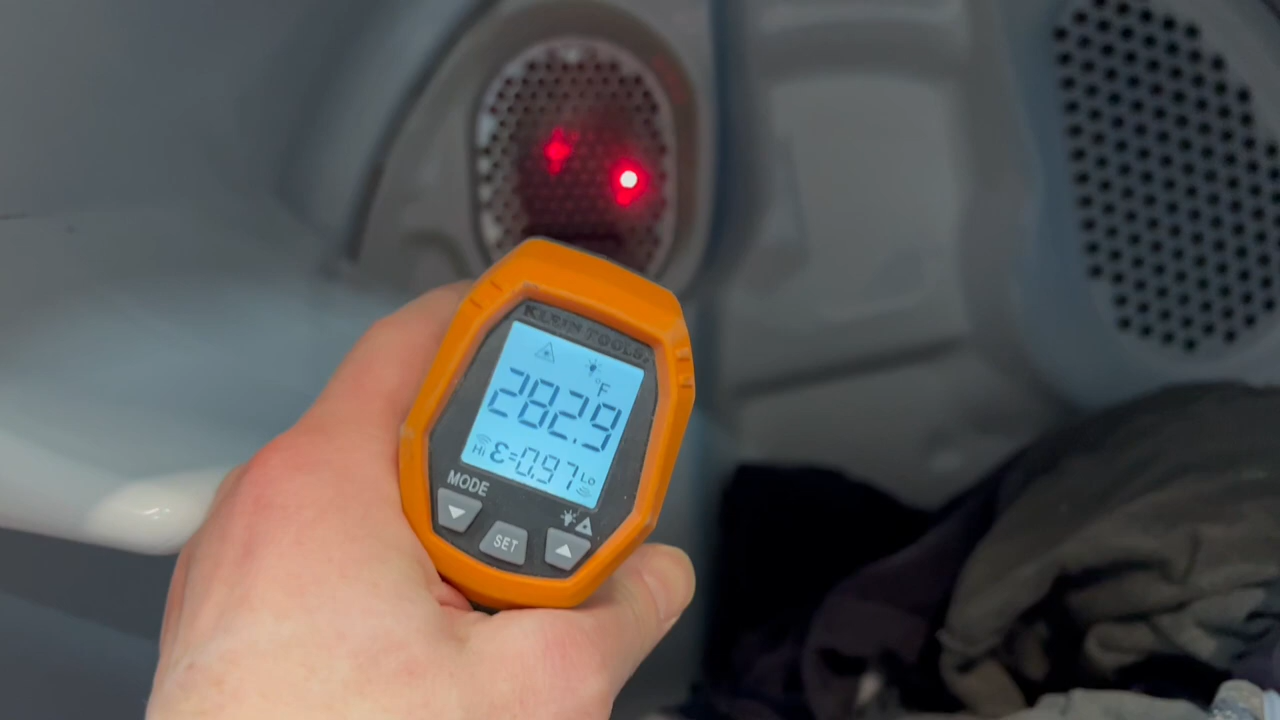 KLEIN TOOLS
°F
282.9
Hi ε=0.97 Lo
MODE
SET